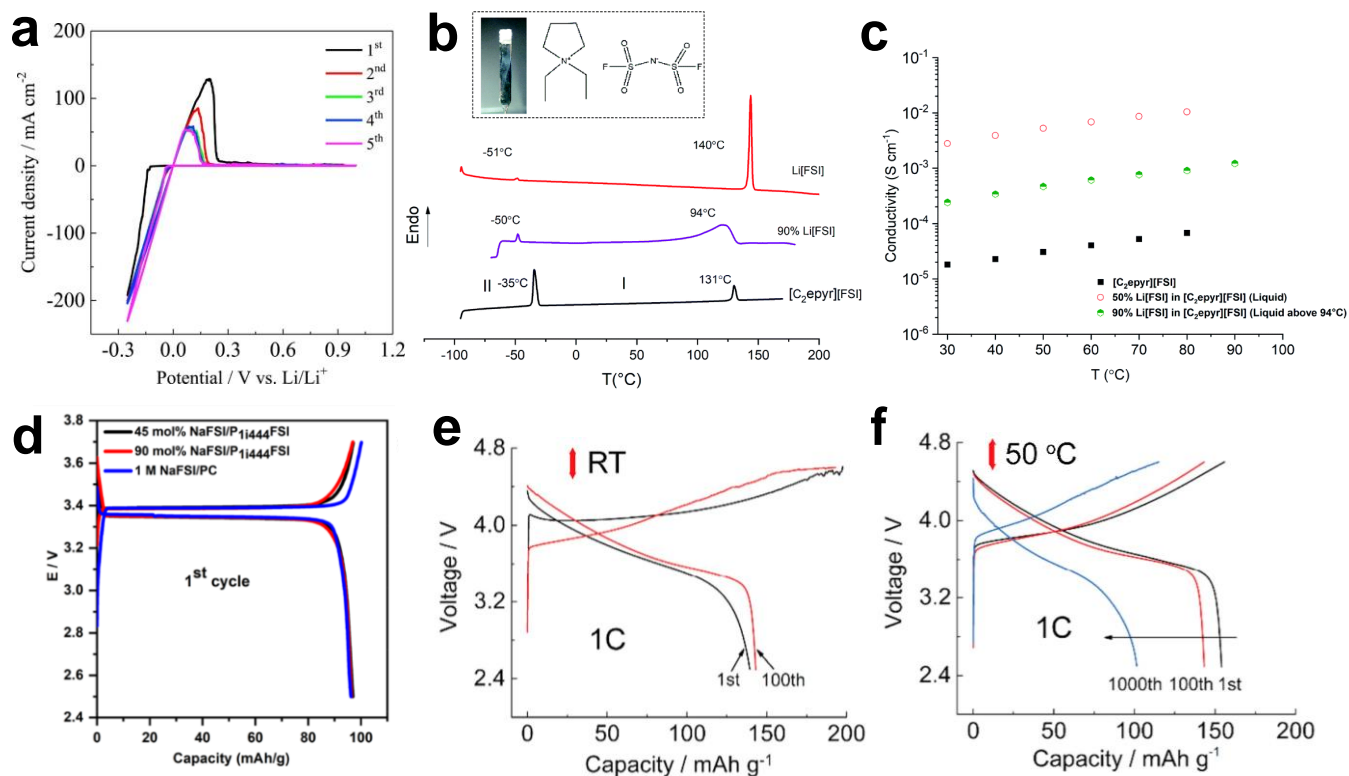 a
Current density / mA cm⁻²
200
100
0
-100
-200
1ˢᵗ
2ⁿᵈ
3ʳᵈ
4ᵗʰ
5ᵗʰ
-0.3 0.0 0.3 0.6 0.9 1.2
Potential / V vs. Li/Li⁺
b
N⁺
O O
F S N⁻ S F
O O
Endo
-51°C 140°C
Li[FSI]
-50°C 94°C
90% Li[FSI]
II -35°C I 131°C
[C₂epyr][FSI]
-100 -50 0 50 100 150 200
T(°C)
c
Conductivity (S cm⁻¹)
10⁻¹
10⁻²
10⁻³
10⁻⁴
10⁻⁵
10⁻⁶
[C₂epyr][FSI]
50% Li[FSI] in [C₂epyr][FSI] (Liquid)
90% Li[FSI] in [C₂epyr][FSI] (Liquid above 94°C)
30 40 50 60 70 80 90 100
T (°C)
d
E / V
3.8
3.6
3.4
3.2
3.0
2.8
2.6
2.4
45 mol% NaFSI/P₁ᵢ₄₄₄FSI
90 mol% NaFSI/P₁ᵢ₄₄₄FSI
1 M NaFSI/PC
1ˢᵗ cycle
0 20 40 60 80 100
Capacity (mAh/g)
e
Voltage / V
4.8
4.0
3.2
2.4
RT
1C
1st 100th
0 50 100 150 200
Capacity / mAh g⁻¹
f
Voltage / V
4.8
4.0
3.2
2.4
50 °C
1C
1000th 100th 1st
0 50 100 150 200
Capacity / mAh g⁻¹